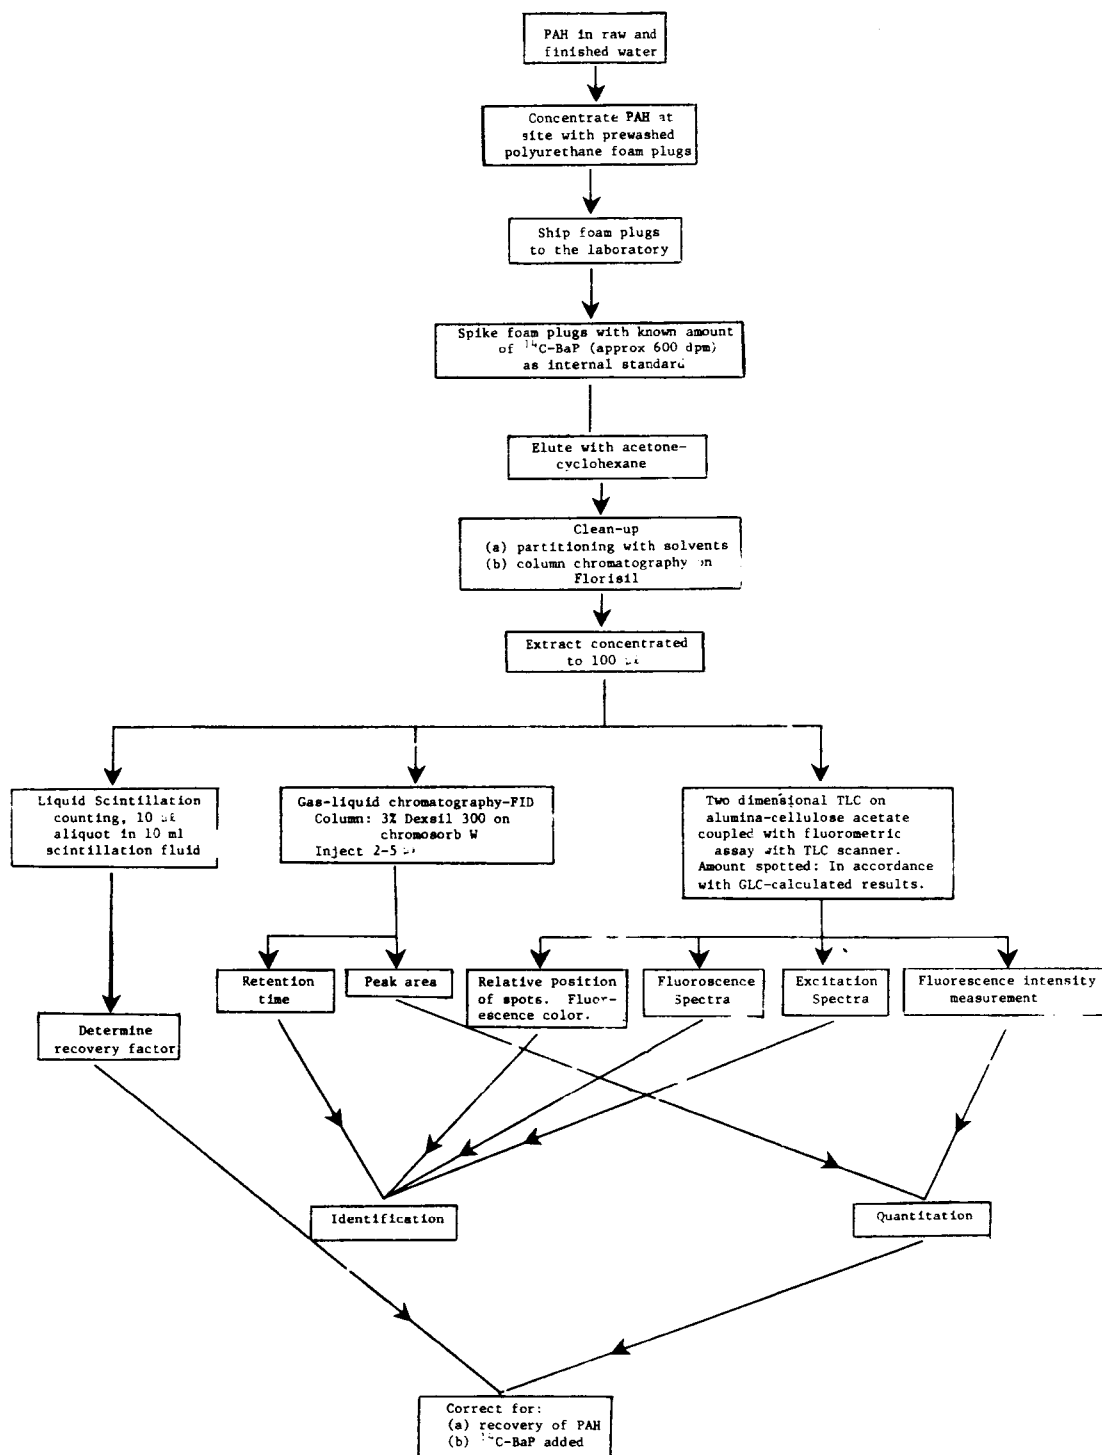 PAH in raw and
finished water
Concentrate PAH at
site with prewashed
polyurethane foam plugs
Ship foam plugs
to the laboratory
Spike foam plugs with known amount
of ¹⁴C-BaP (approx 600 dpm)
as internal standard
Elute with acetone-
cyclohexane
Clean-up
(a) partitioning with solvents
(b) column chromatography on
Florisil
Extract concentrated
to 100
Liquid Scintillation
counting, 10
aliquot in 10 ml
scintillation fluid
Gas-liquid chromatography-FID
Column: 3% Dexsil 300 on
chromosorb W
Inject 2-5
Two dimensional TLC on
alumina-cellulose acetate
coupled with fluorometric
assay with TLC scanner.
Amount spotted: In accordance
with GLC-calculated results.
Retention
time
Peak area
Relative position
of spots. Fluor-
escence color.
Fluoroscence
Spectra
Excitation
Spectra
Fluorescence intensity
measurement
Determine
recovery factor
Identification
Quantitation
Correct for:
(a) recovery of PAH
(b) ¹⁴C-BaP added